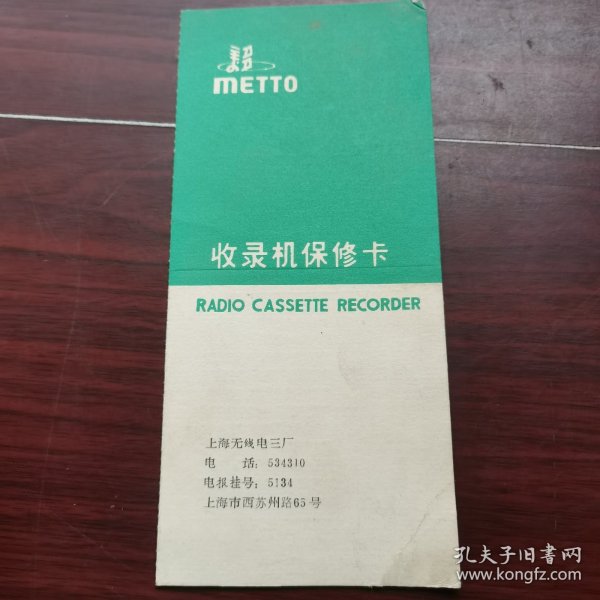 METTO
收录机保修卡
RADIO CASSETTE RECORDER
上海无线电三厂
电 话：534310
电报挂号：5134
上海市西苏州路65号
孔夫子旧书网
www.kongfz.com